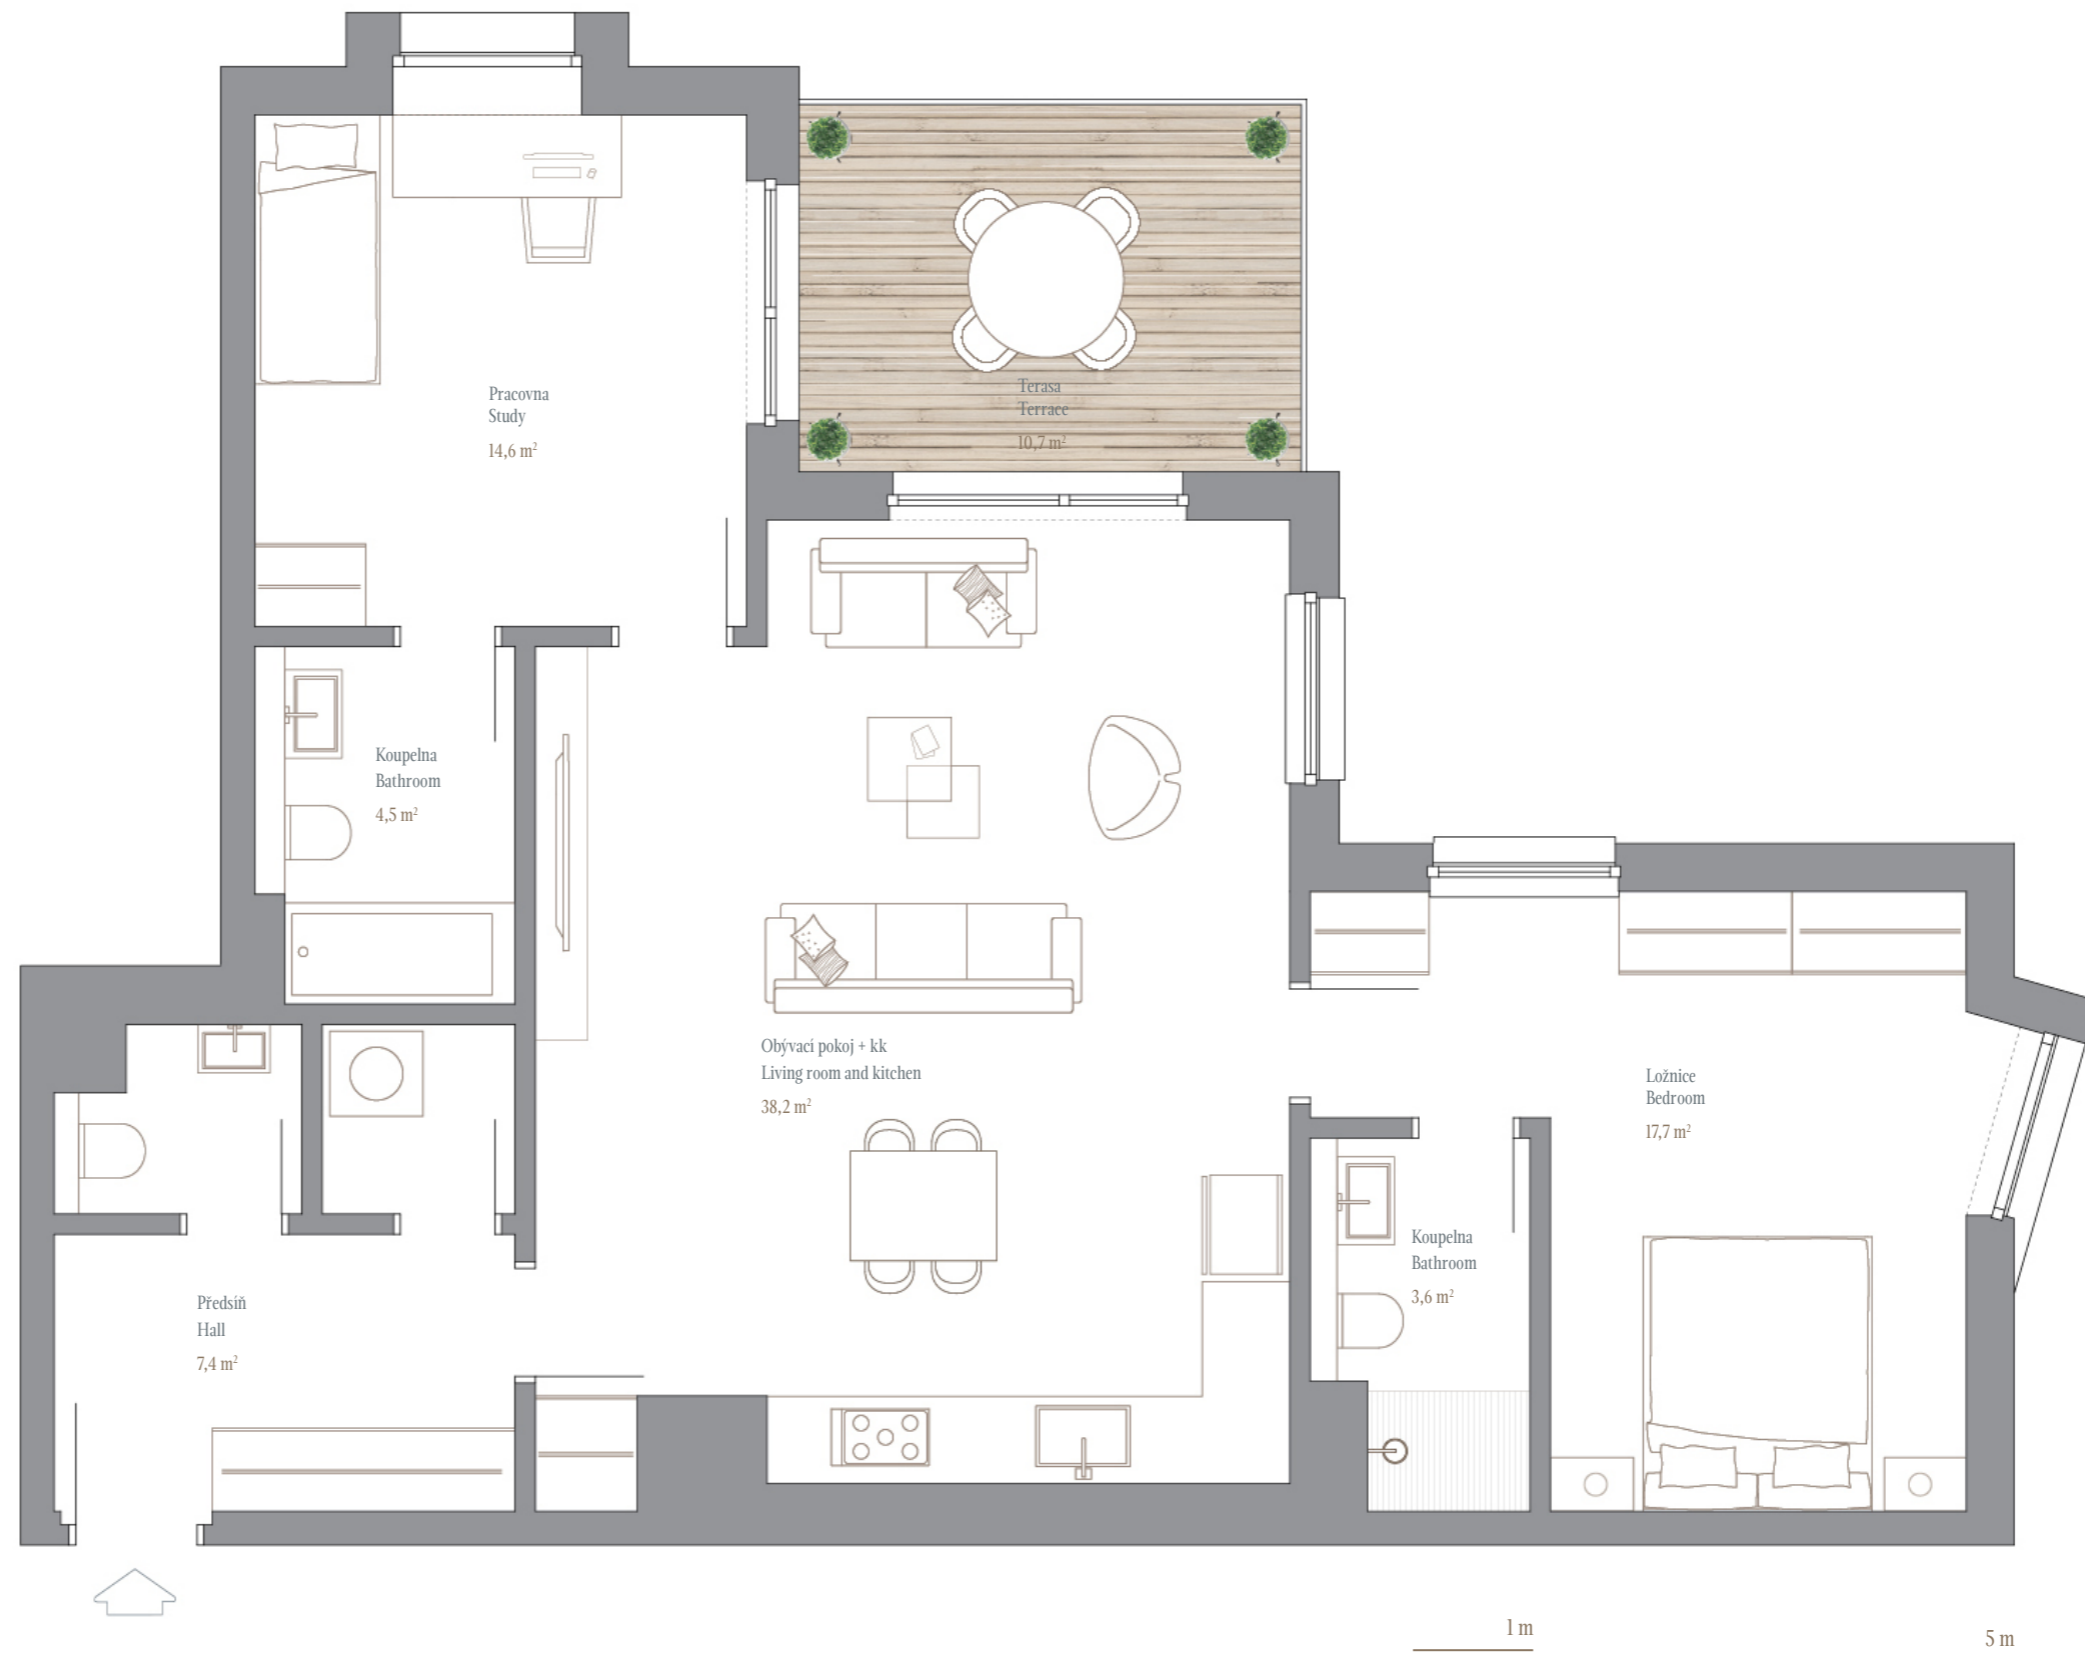 Pracovna
Study
14,6 m²
Terasa
Terrace
10,7 m²
Koupelna
Bathroom
4,5 m²
Obývací pokoj + kk
Living room and kitchen
38,2 m²
Ložnice
Bedroom
17,7 m²
Koupelna
Bathroom
3,6 m²
Předsíň
Hall
7,4 m²
1 m
5 m